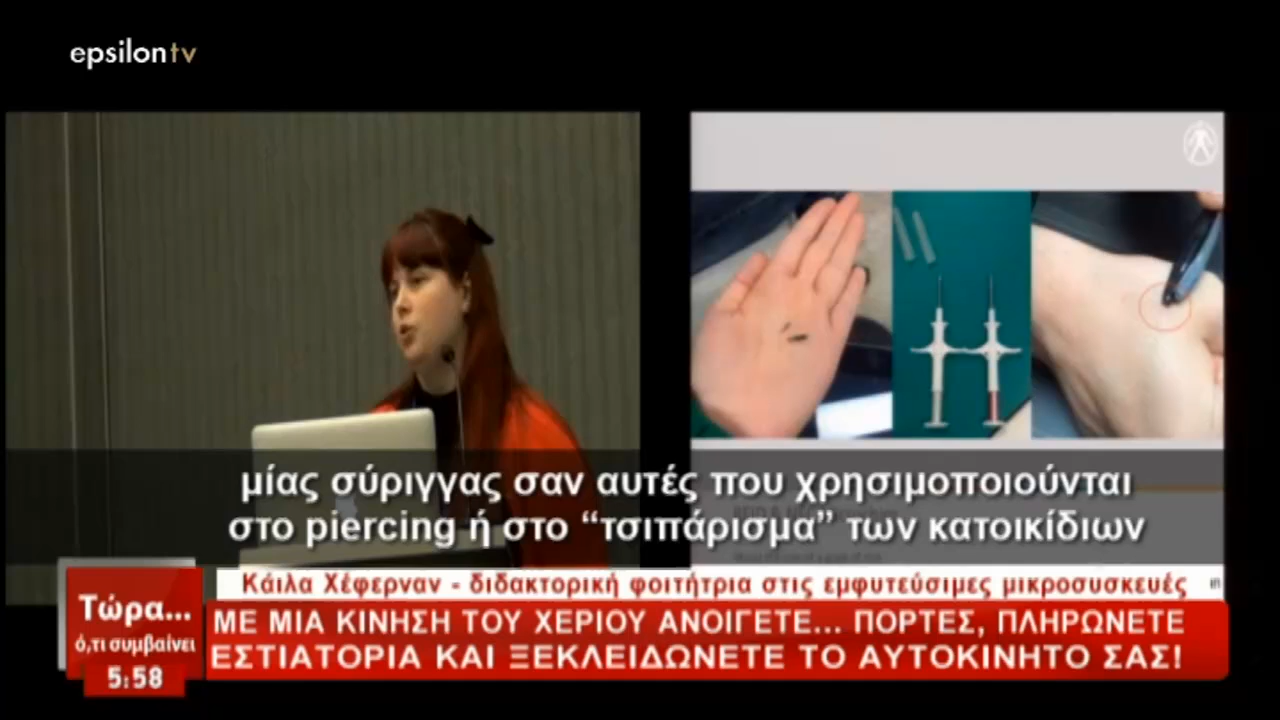 epsilontv
μίας σύριγγας σαν αυτές που χρησιμοποιούνται
στο piercing ή στο “τσιπάρισμα” των κατοικίδιων
Κάιλα Χέφερναν - διδακτορική φοιτήτρια στις εμφυτεύσιμες μικροσυσκευές
Τώρα...
ό,τι συμβαίνει
5:58
ΜΕ ΜΙΑ ΚΙΝΗΣΗ ΤΟΥ ΧΕΡΙΟΥ ΑΝΟΙΓΕΤΕ... ΠΟΡΤΕΣ, ΠΛΗΡΩΝΕΤΕ
ΕΣΤΙΑΤΟΡΙΑ ΚΑΙ ΞΕΚΛΕΙΔΩΝΕΤΕ ΤΟ ΑΥΤΟΚΙΝΗΤΟ ΣΑΣ!